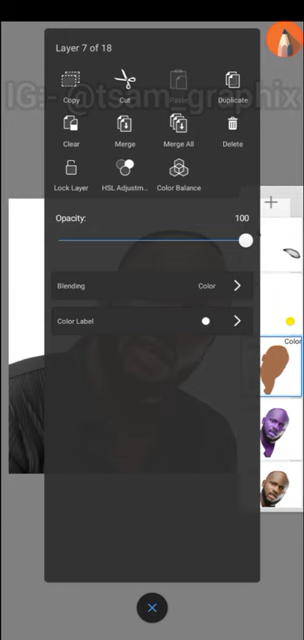 Layer 7 of 18
IG:- @tsam_graphix
Copy
Cut
Paste
Duplicate
Clear
Merge
Merge All
Delete
Lock Layer
HSL Adjustm...
Color Balance
Opacity:
100
Blending
Color
Color Label
Color